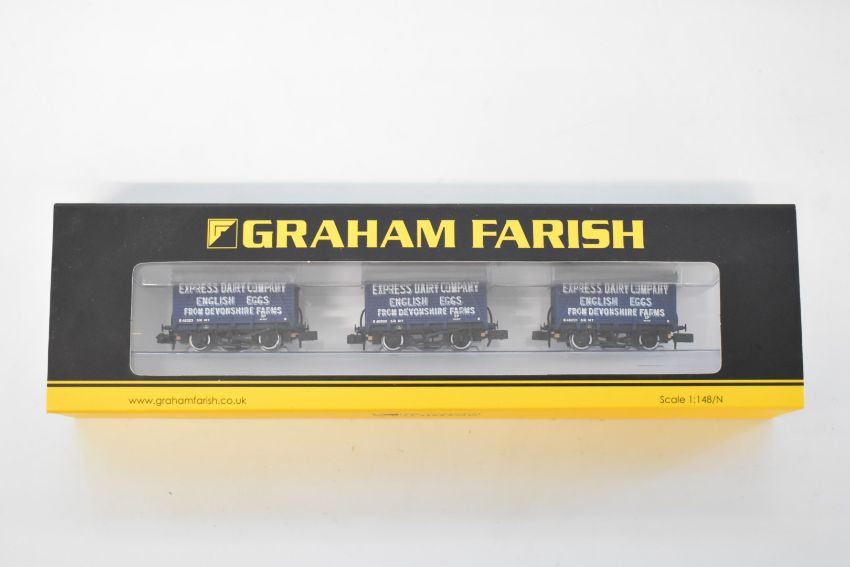 GRAHAM FARISH
EXPRESS DAIRY COMPANY
ENGLISH EGGS
FROM DEVONSHIRE FARMS
EXPRESS DAIRY COMPANY
ENGLISH EGGS
FROM DEVONSHIRE FARMS
EXPRESS DAIRY COMPANY
ENGLISH EGGS
FROM DEVONSHIRE FARMS
www.grahamfarish.co.uk
Scale 1:148/N